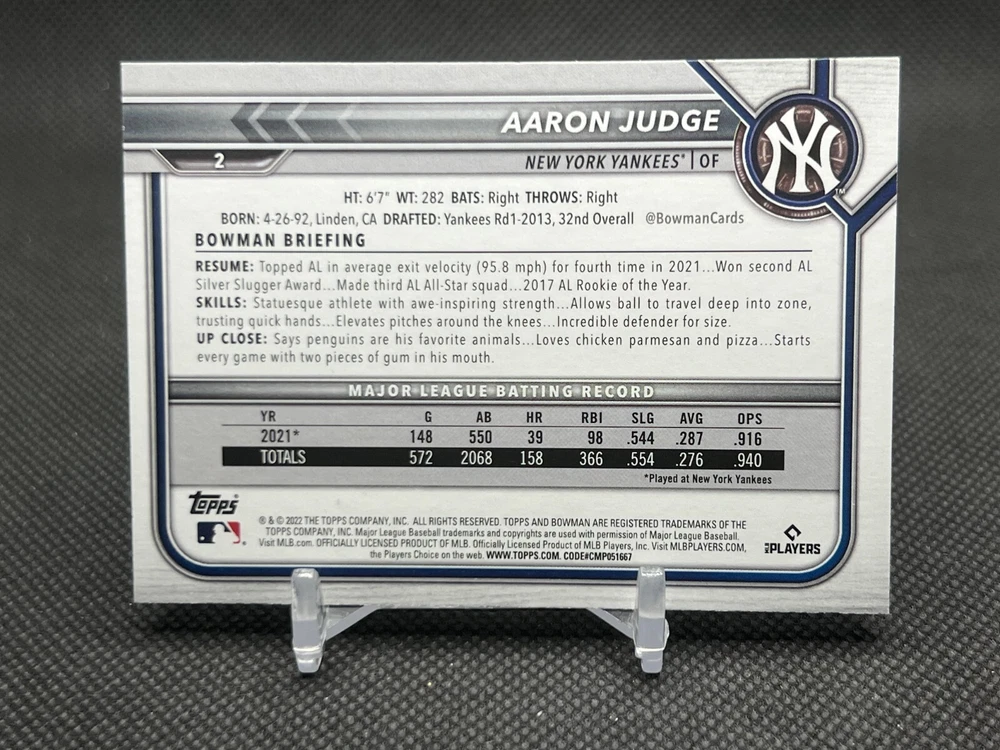 AARON JUDGE
2
NEW YORK YANKEES® | OF
NY
TM
HT: 6'7" WT: 282 BATS: Right THROWS: Right
BORN: 4-26-92, Linden, CA DRAFTED: Yankees Rd1-2013, 32nd Overall @BowmanCards
BOWMAN BRIEFING
RESUME: Topped AL in average exit velocity (95.8 mph) for fourth time in 2021...Won second AL
Silver Slugger Award...Made third AL All-Star squad...2017 AL Rookie of the Year.
SKILLS: Statuesque athlete with awe-inspiring strength...Allows ball to travel deep into zone,
trusting quick hands...Elevates pitches around the knees...Incredible defender for size.
UP CLOSE: Says penguins are his favorite animals...Loves chicken parmesan and pizza...Starts
every game with two pieces of gum in his mouth.
MAJOR LEAGUE BATTING RECORD
YR G AB HR RBI SLG AVG OPS
2021* 148 550 39 98 .544 .287 .916
TOTALS 572 2068 158 366 .554 .276 .940
*Played at New York Yankees
Topps
® & © 2022 THE TOPPS COMPANY, INC. ALL RIGHTS RESERVED. TOPPS AND BOWMAN ARE REGISTERED TRADEMARKS OF THE
TOPPS COMPANY, INC. Major League Baseball trademarks and copyrights are used with permission of Major League Baseball.
Visit MLB.com. OFFICIALLY LICENSED PRODUCT OF MLB. Officially Licensed Product of MLB Players, Inc. Visit MLBPLAYERS.COM,
the Players Choice on the web. WWW.TOPPS.COM. CODE#CMP051667
MLB PLAYERS